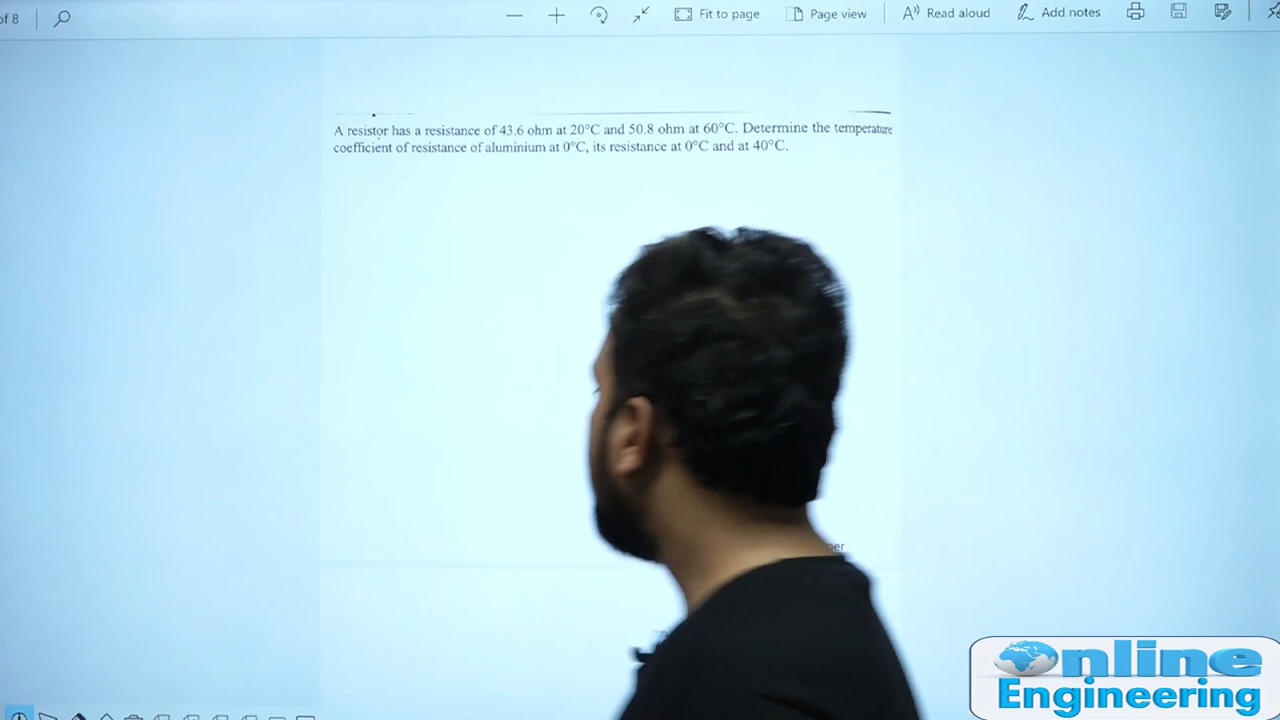 of 8
Fit to page
Page view
Read aloud
Add notes
A resistor has a resistance of 43.6 ohm at 20°C and 50.8 ohm at 60°C. Determine the temperature
coefficient of resistance of aluminium at 0°C, its resistance at 0°C and at 40°C.
Online
Engineering